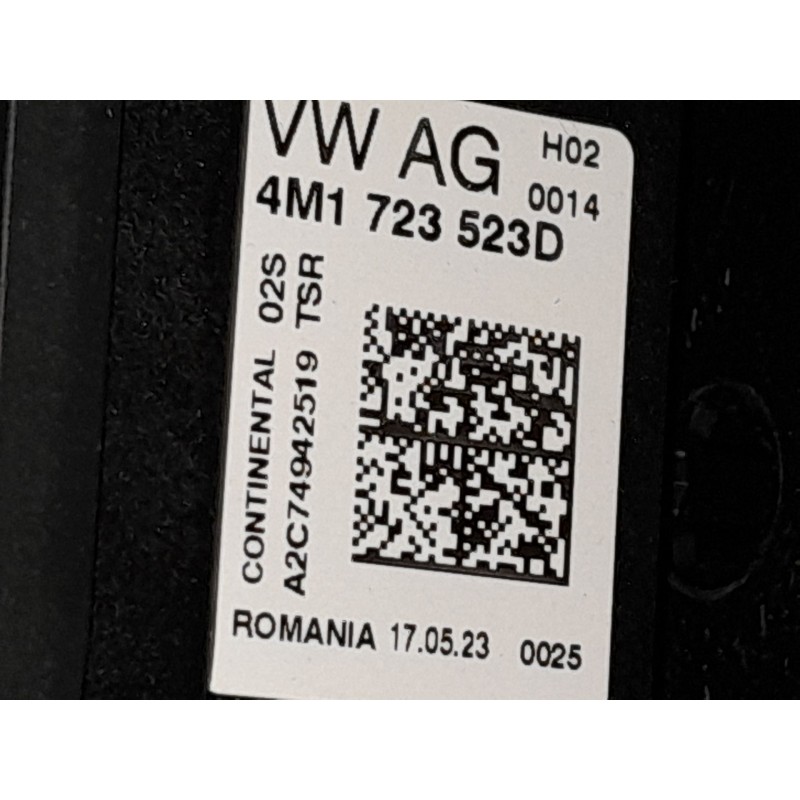 VW AG H02
4M1 723 523D 0014
CONTINENTAL 02S
A2C74942519 TSR
ROMANIA 17.05.23 0025